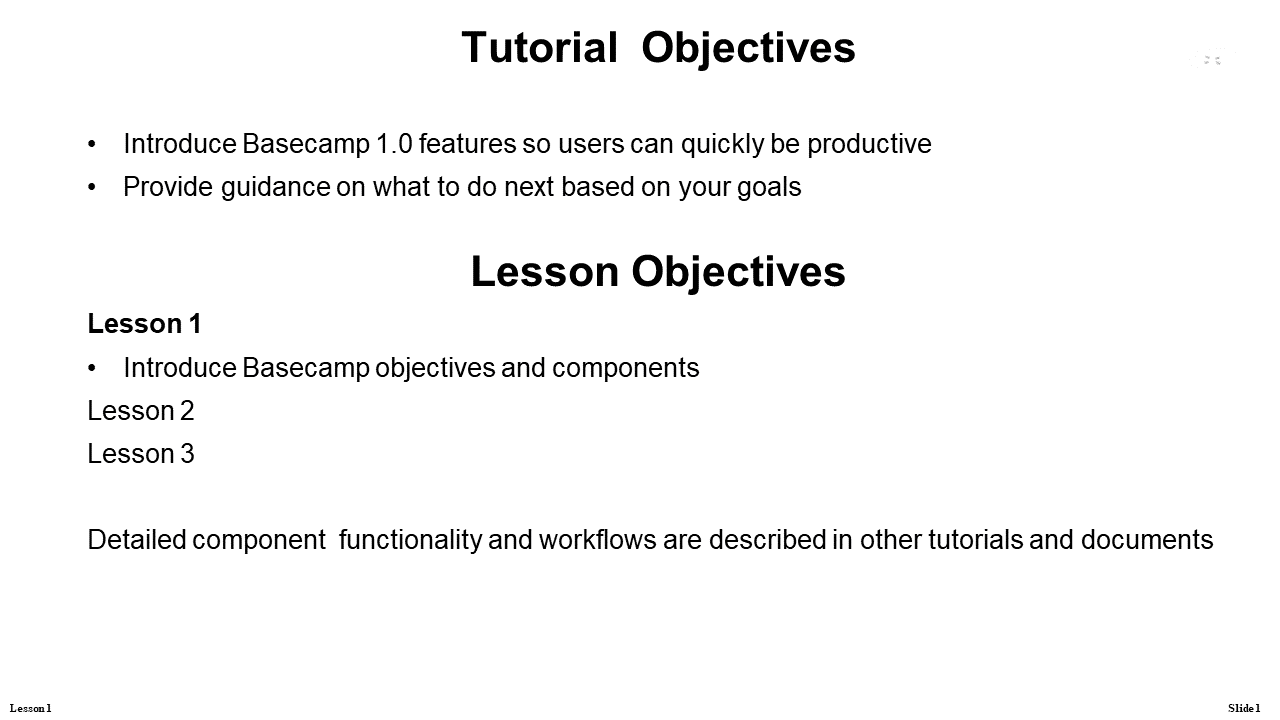 Tutorial  Objectives
• Introduce Basecamp 1.0 features so users can quickly be productive
• Provide guidance on what to do next based on your goals
Lesson Objectives
Lesson 1
• Introduce Basecamp objectives and components
Lesson 2
Lesson 3
Detailed component  functionality and workflows are described in other tutorials and documents
Lesson 1
Slide 1